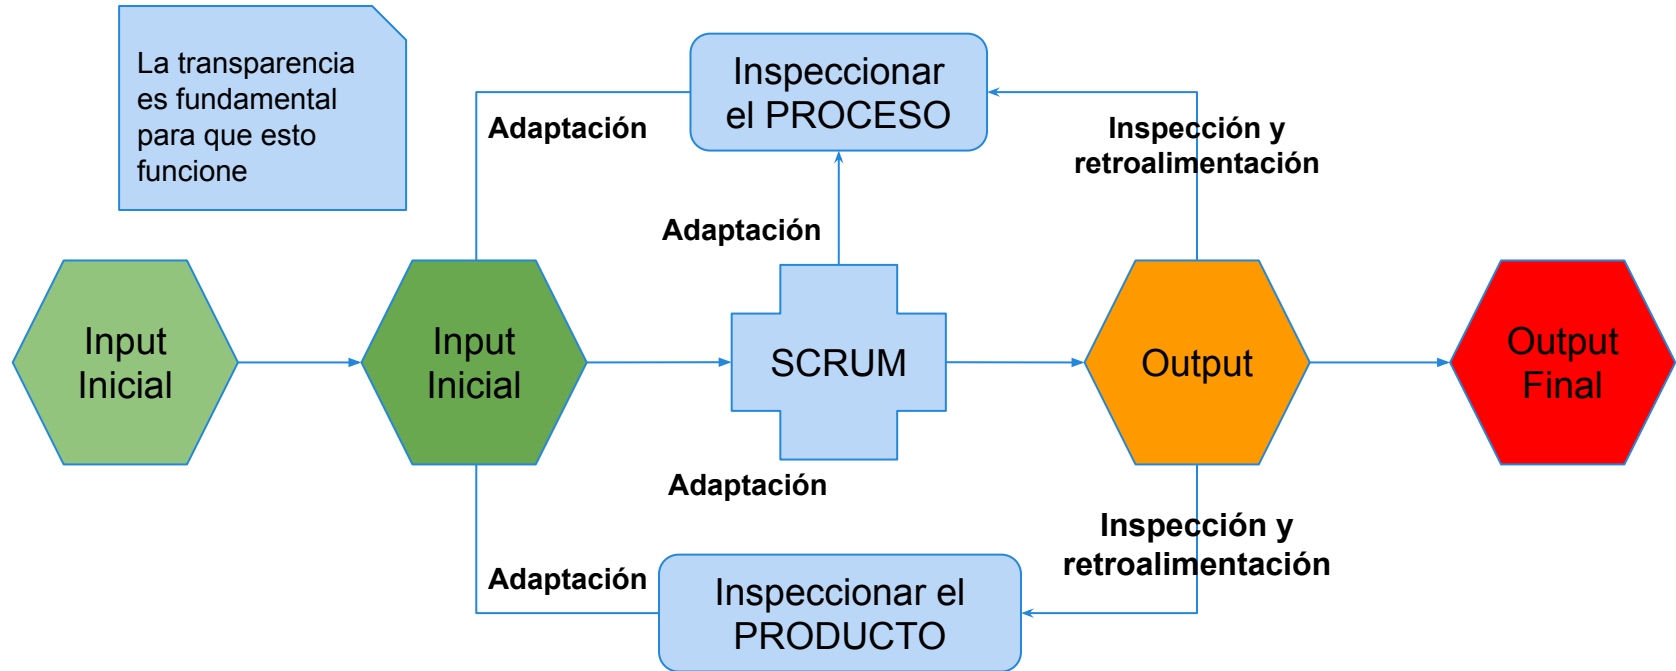 La transparencia
es fundamental
para que esto
funcione
Inspeccionar
el PROCESO
Adaptación
Inspección y
retroalimentación
Adaptación
Input
Inicial
Input
Inicial
SCRUM
Output
Output
Final
Adaptación
Inspección y
retroalimentación
Adaptación
Inspeccionar el
PRODUCTO